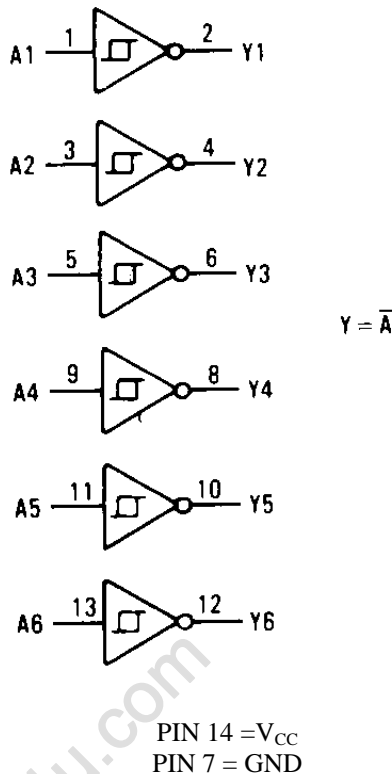 A1 1 2 Y1
A2 3 4 Y2
A3 5 6 Y3
Y = A̅
A4 9 8 Y4
A5 11 10 Y5
A6 13 12 Y6
PIN 14 =V_CC
PIN 7 = GND